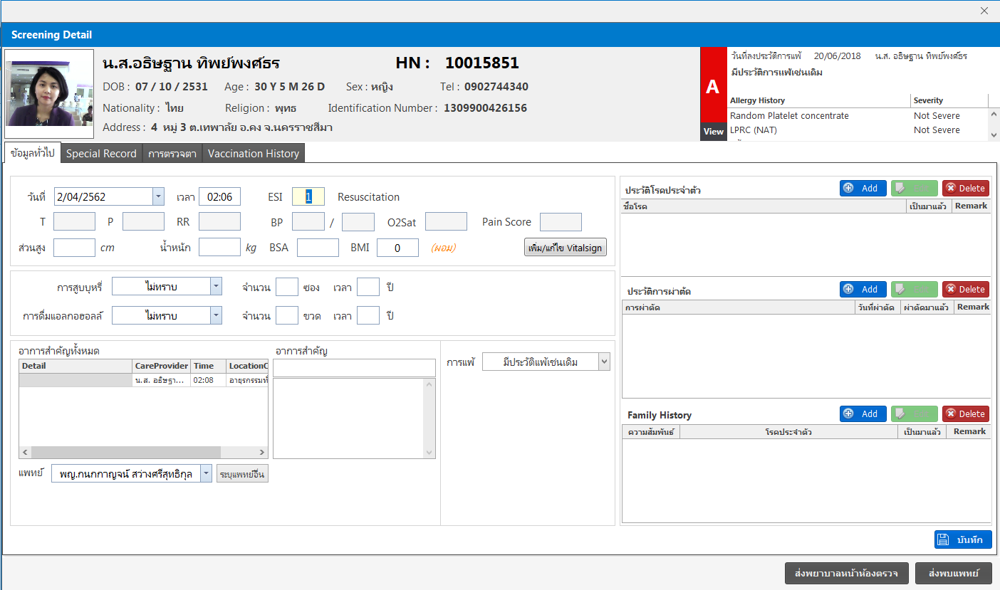 Screening Detail
น.ส.อธิษฐาน ทิพย์พงศ์ธร HN : 10015851
DOB : 07 / 10 / 2531 Age : 30 Y 5 M 26 D Sex : หญิง Tel : 0902744340
Nationality : ไทย Religion : พุทธ Identification Number : 1309900426156
Address : 4 หมู่ 3 ต.เทพาลัย อ.คง จ.นครราชสีมา
A
View
วันที่ลงประวัติการแพ้ 20/06/2018 น.ส. อธิษฐาน ทิพย์พงศ์ธร
มีประวัติการแพ้เช่นเดิม
Allergy History Severity
Random Platelet concentrate Not Severe
LPRC (NAT) Not Severe
ข้อมูลทั่วไป Special Record การตรวจตา Vaccination History
วันที่ 2/04/2562 เวลา 02:06 ESI 1 Resuscitation
T P RR BP / O2Sat Pain Score
ส่วนสูง cm น้ำหนัก kg BSA BMI 0 (ผอม) เพิ่ม/แก้ไข Vitalsign
การสูบบุหรี่ ไม่ทราบ จำนวน ซอง เวลา ปี
การดื่มแอลกอฮอลล์ ไม่ทราบ จำนวน ขวด เวลา ปี
อาการสำคัญทั้งหมด
Detail CareProvider Time LocationC
น.ส. อธิษฐา... 02:08 อายุรกรรมทั่
แพทย์ พญ.กนกกาญจน์ สว่างศรีสุทธิกุล ระบุแพทย์อื่น
อาการสำคัญ
การแพ้ มีประวัติแพ้เช่นเดิม
ประวัติโรคประจำตัว Add Delete
ชื่อโรค เป็นมาแล้ว Remark
ประวัติการผ่าตัด Add Delete
การผ่าตัด วันที่ผ่าตัด ผ่าตัดมาแล้ว Remark
Family History Add Delete
ความสัมพันธ์ โรคประจำตัว เป็นมาแล้ว Remark
บันทึก
ส่งพยาบาลหน้าห้องตรวจ ส่งพบแพทย์